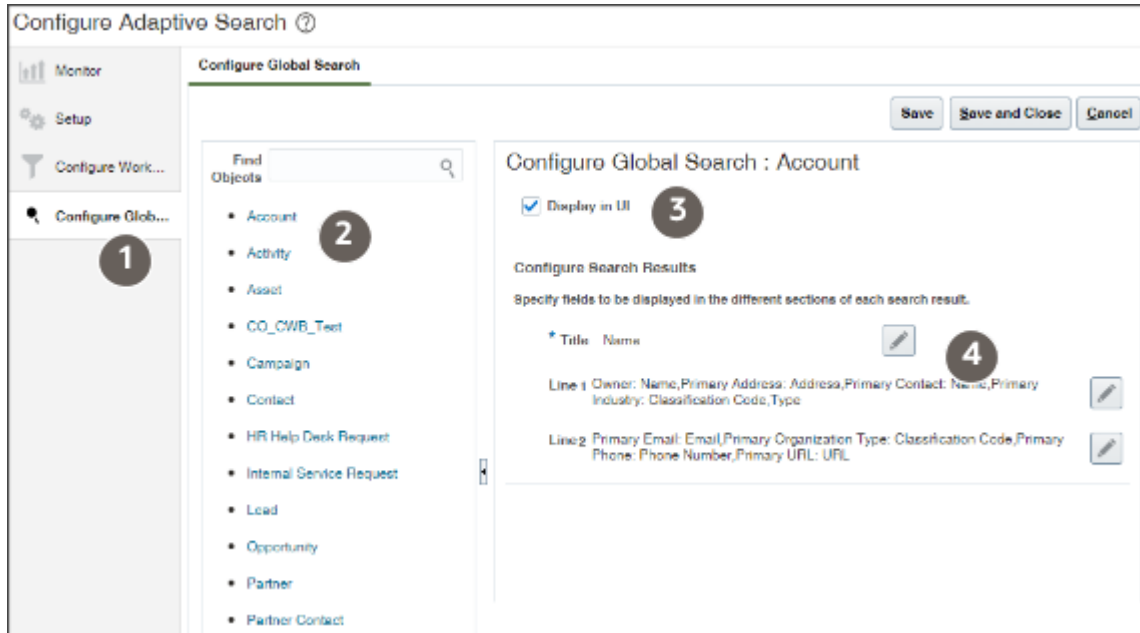 Configure Adaptive Search ?
Monitor
Setup
Configure Work...
Configure Glob...
1
Configure Global Search
Save
Save and Close
Cancel
Find
Objects
Account
2
Activity
Asset
CO_CWB_Test
Campaign
Contact
HR Help Desk Request
Internal Service Request
Lead
Opportunity
Partner
Partner Contact
Configure Global Search : Account
Display in UI
3
Configure Search Results
Specify fields to be displayed in the different sections of each search result.
* Title Name
4
Line 1 Owner: Name,Primary Address: Address,Primary Contact: Name,Primary
Industry: Classification Code,Type
Line2 Primary Email: Email,Primary Organization Type: Classification Code,Primary
Phone: Phone Number,Primary URL: URL